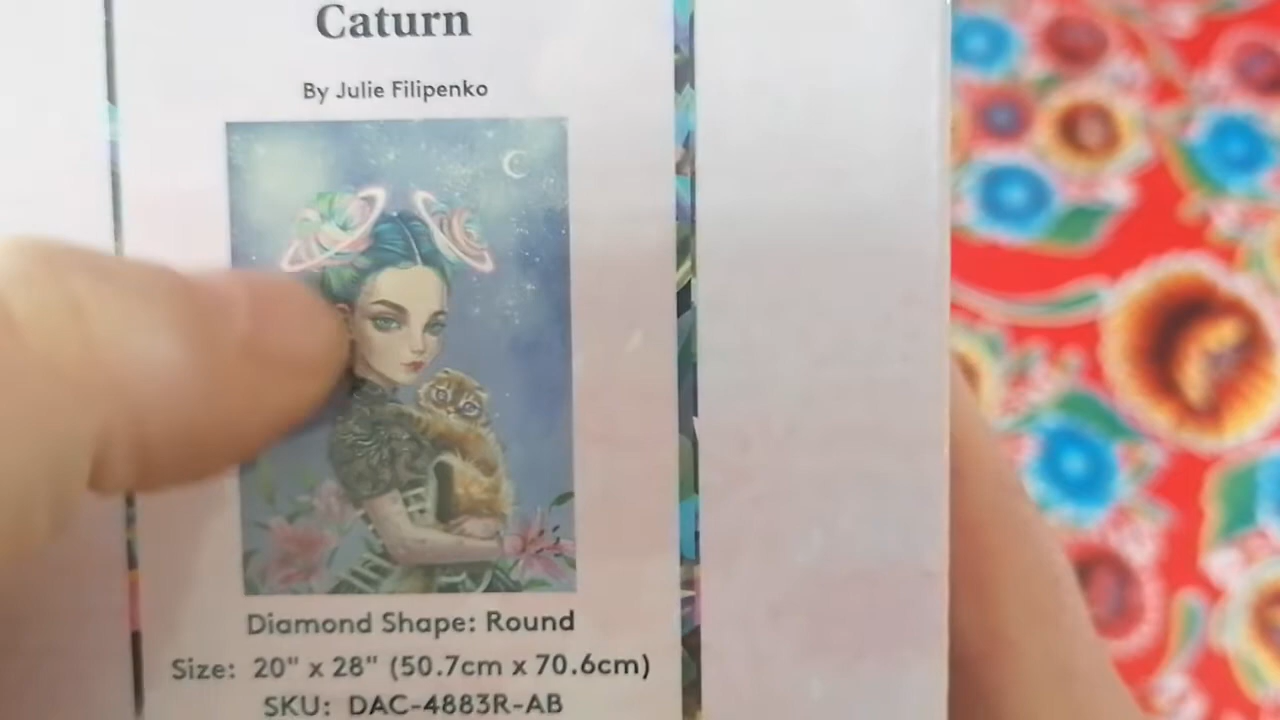 Caturn
By Julie Filipenko
Diamond Shape: Round
Size: 20" x 28" (50.7cm x 70.6cm)
SKU: DAC-4883R-AB